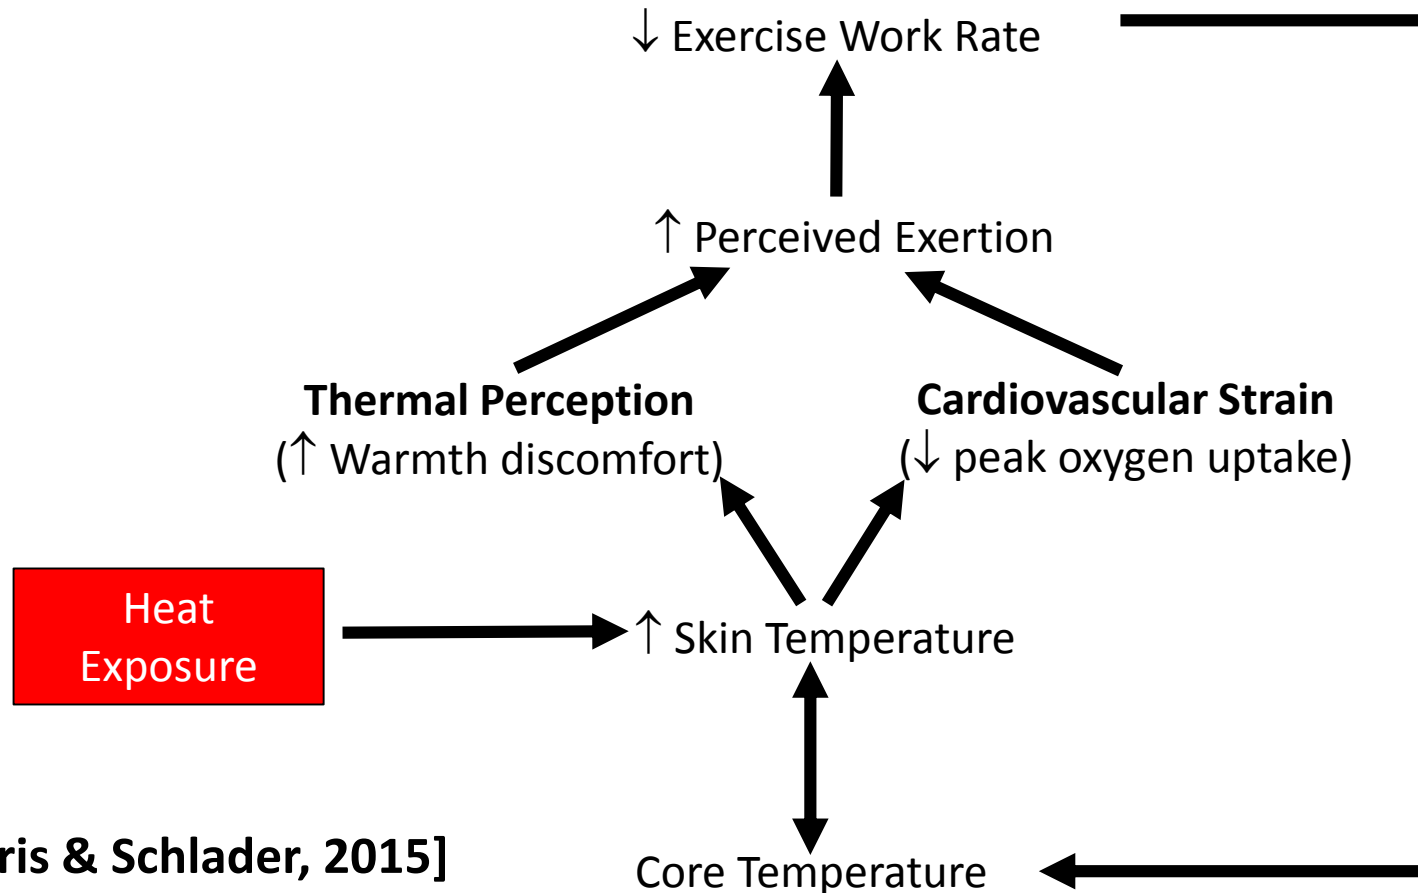 ↓ Exercise Work Rate
↑ Perceived Exertion
Thermal Perception
(↑ Warmth discomfort)
Cardiovascular Strain
(↓ peak oxygen uptake)
Heat
Exposure
↑ Skin Temperature
ris & Schlader, 2015]
Core Temperature